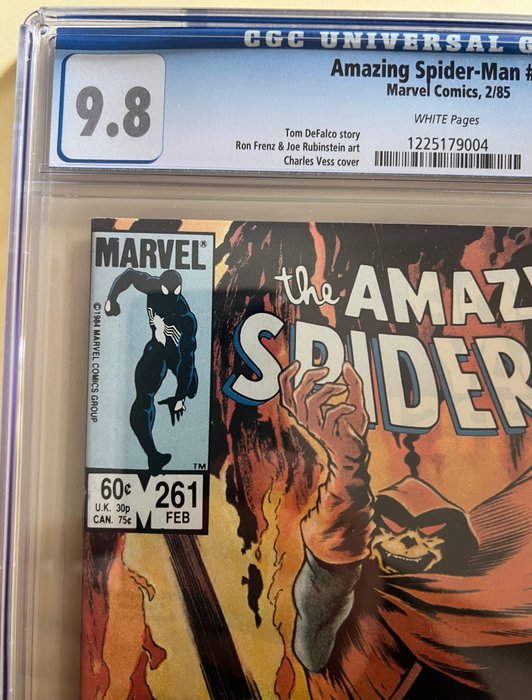 CGC UNIVERSAL G
9.8
Amazing Spider-Man #
Marvel Comics, 2/85
WHITE Pages
Tom DeFalco story
Ron Frenz & Joe Rubinstein art
Charles Vess cover
1225179004
MARVEL®
©1984 MARVEL COMICS GROUP
TM
60¢
U.K. 30p
CAN. 75¢
261
FEB
the AMAZ
SPIDER